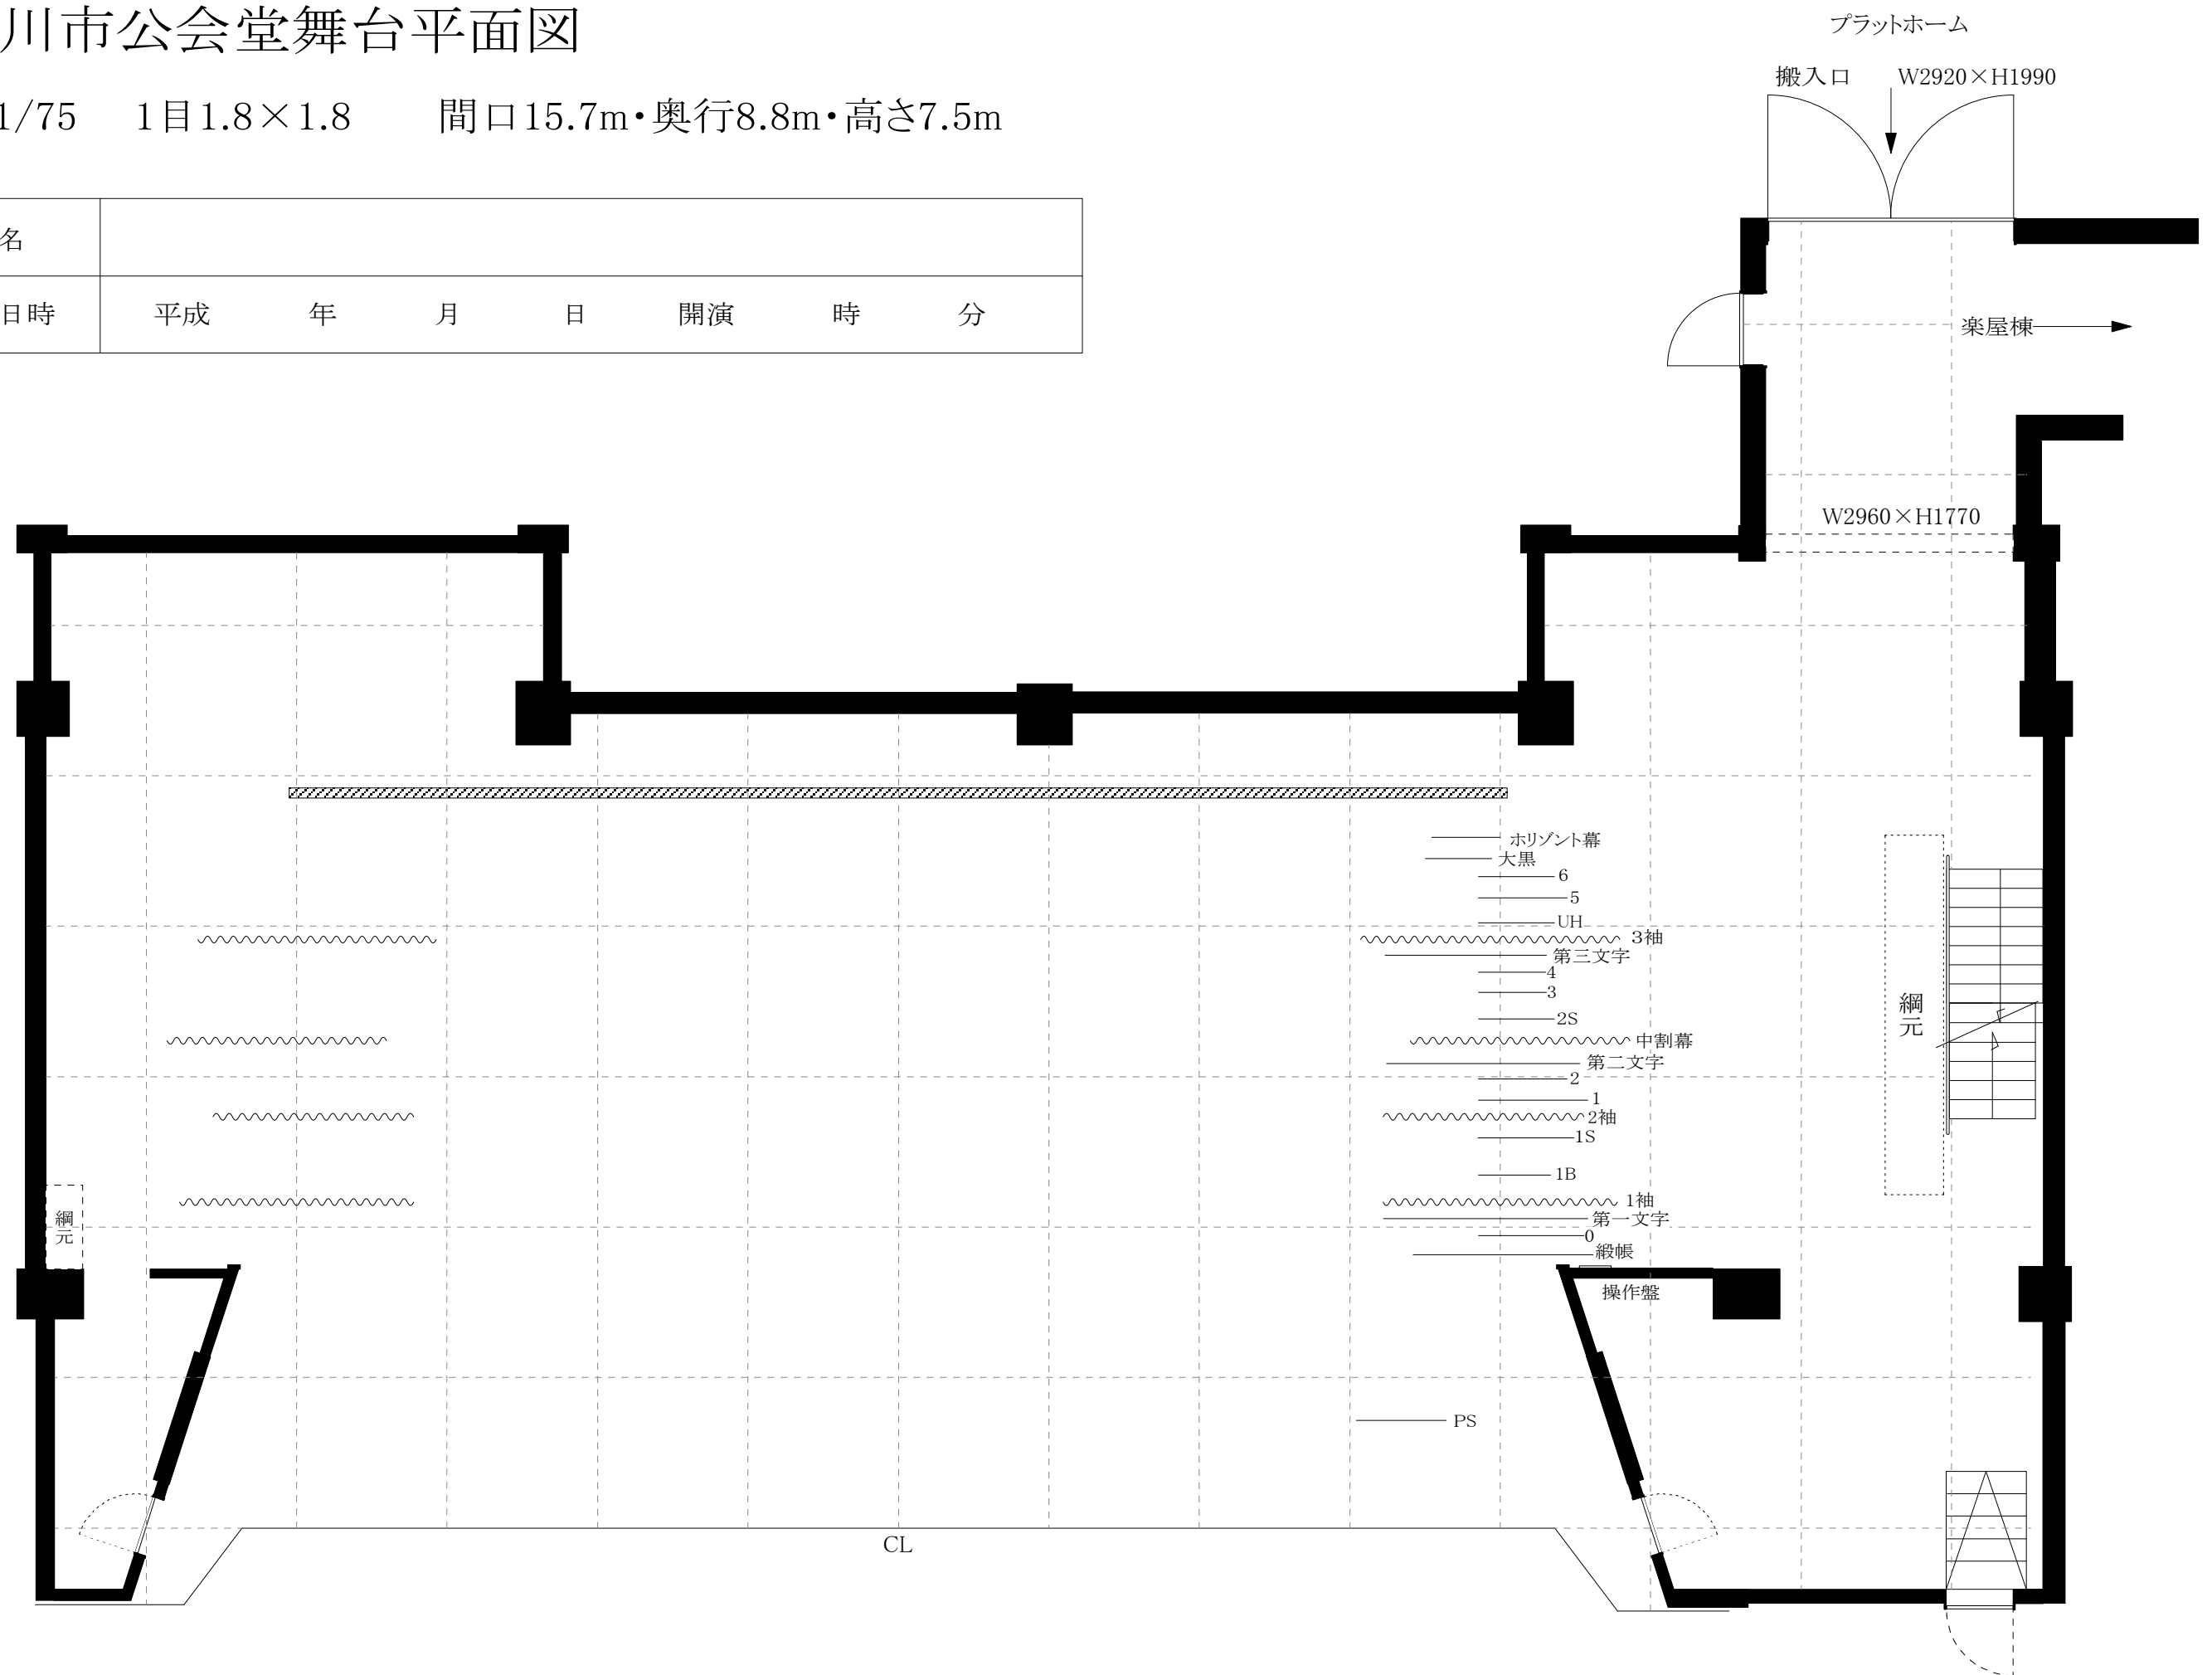 川市公会堂舞台平面図
1/75 1目1.8×1.8 間口15.7m・奥行8.8m・高さ7.5m
名
日時 平成 年 月 日 開演 時 分
プラットホーム
搬入口 W2920×H1990
楽屋棟
W2960×H1770
ホリゾント幕
大黒
6
5
UH
3袖
第三文字
4
3
2S
中割幕
第二文字
2
1
2袖
1S
1B
1袖
第一文字
0
緞帳
操作盤
綱元
綱元
PS
CL